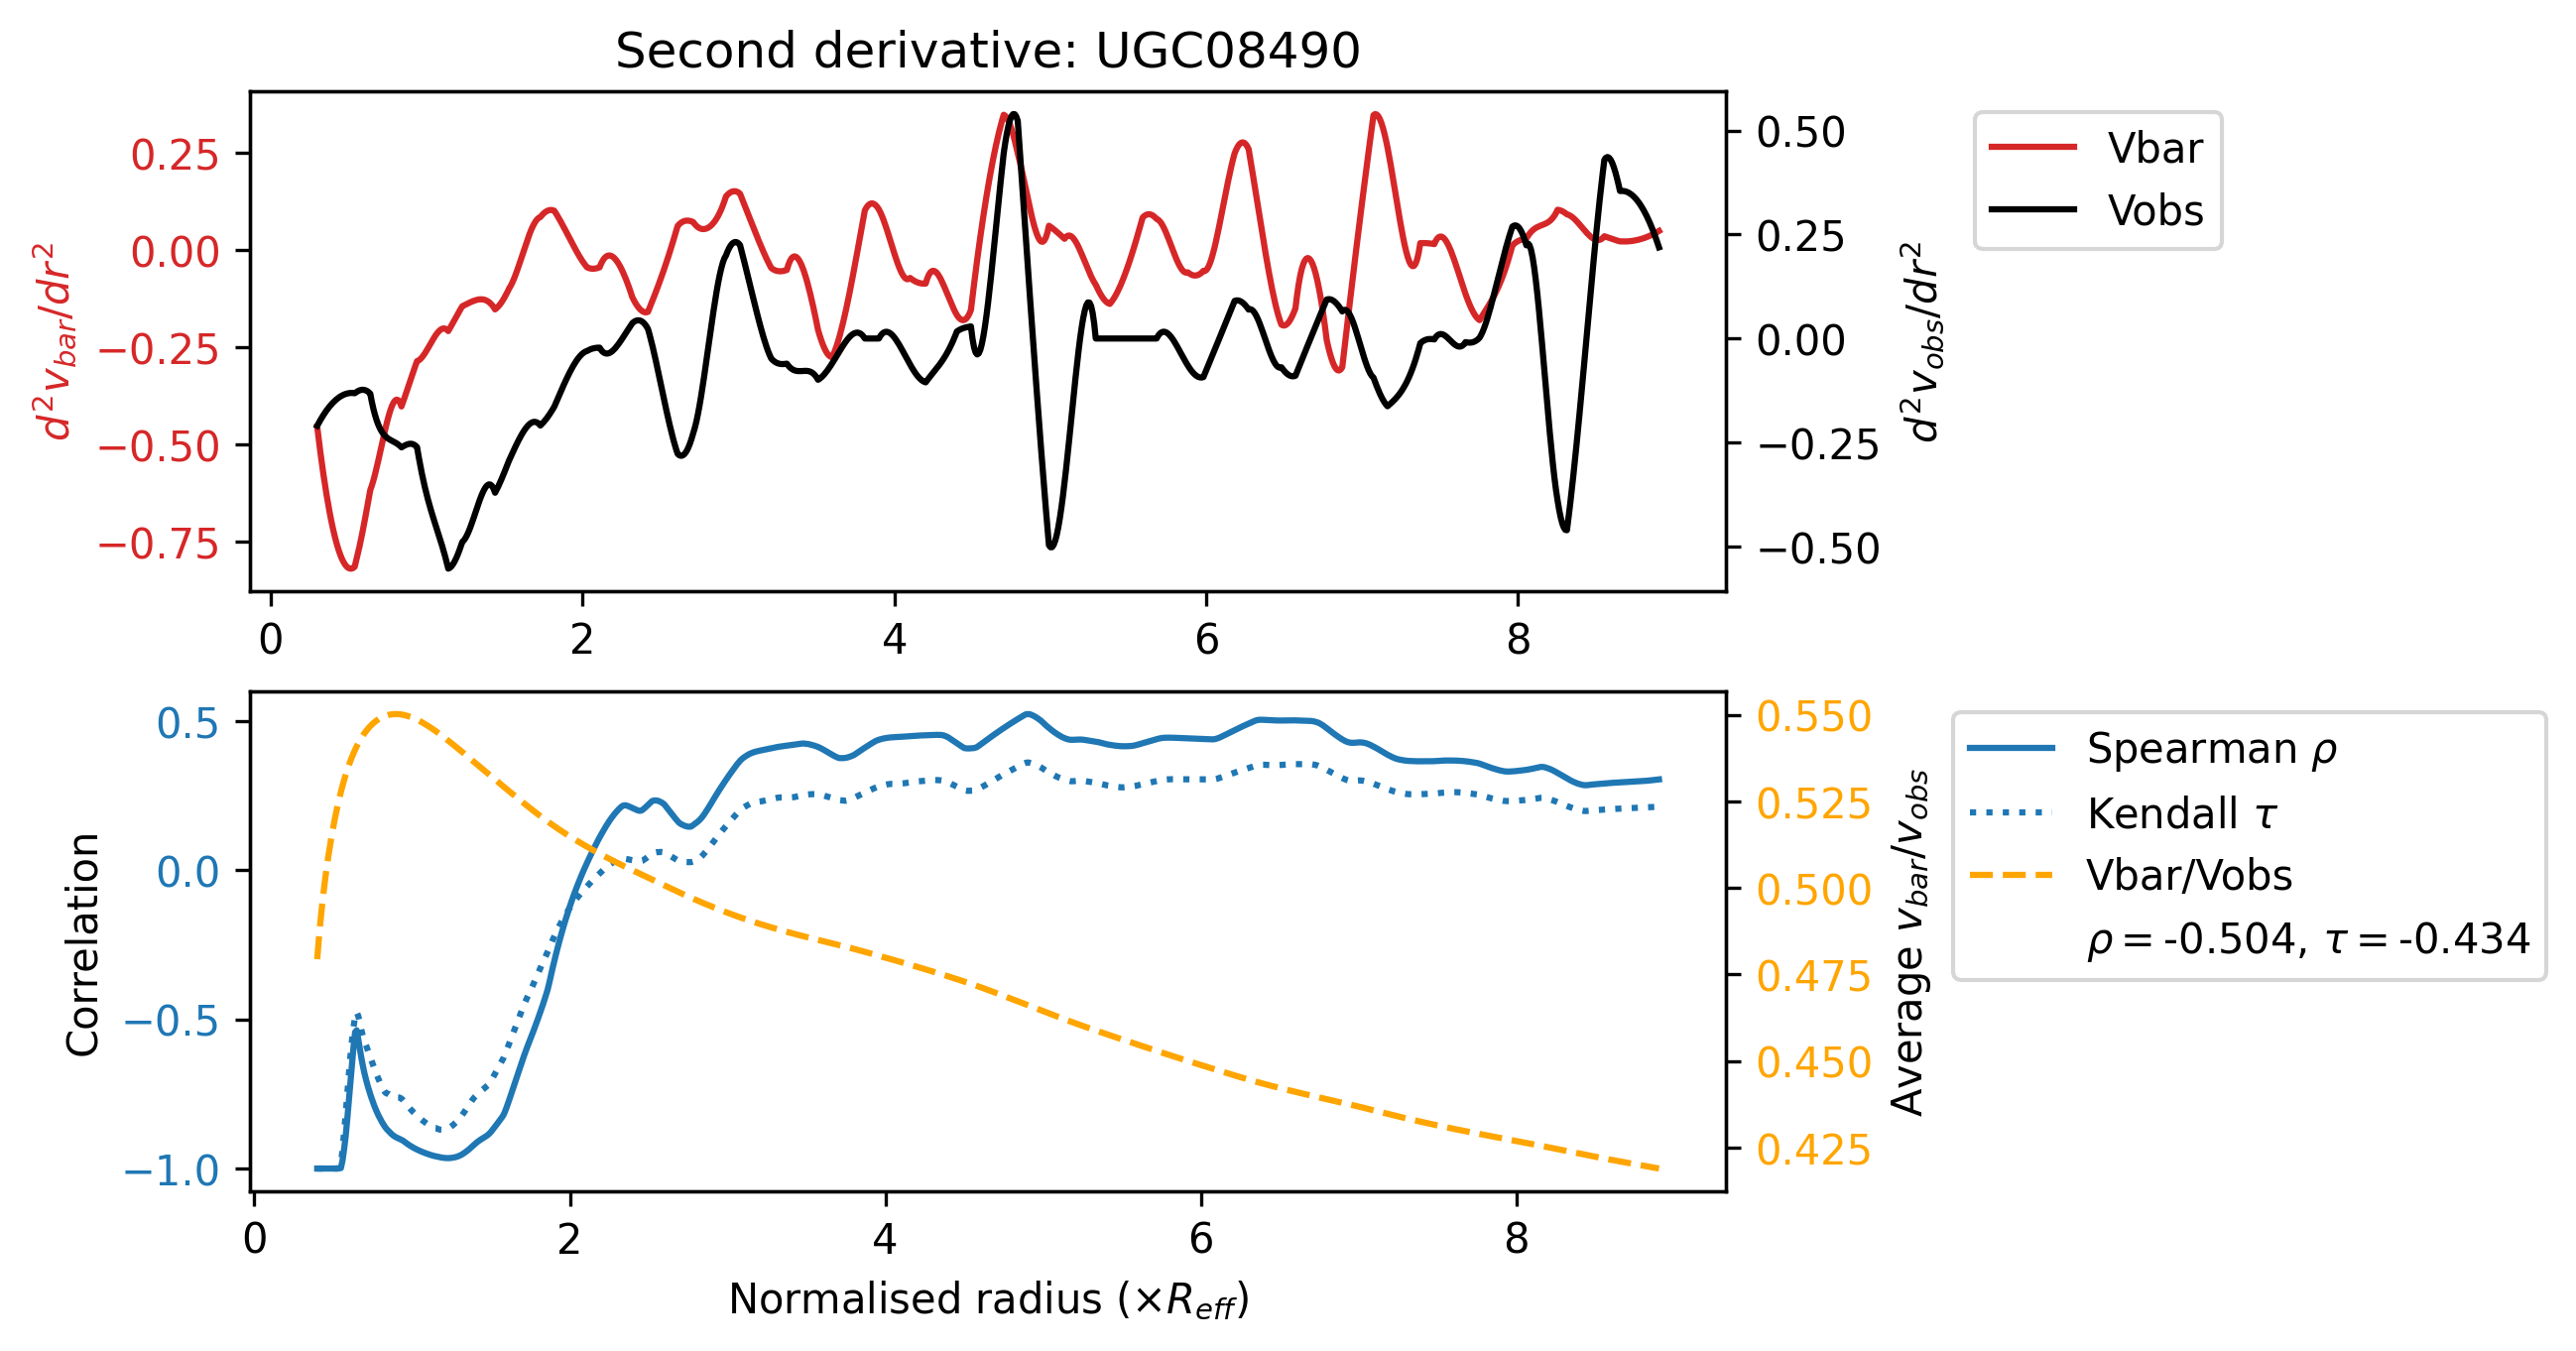 Second derivative: UGC08490
d²v_bar/dr²
0.25
0.00
−0.25
−0.50
−0.75
0.50
0.25
0.00
−0.25
−0.50
d²v_obs/dr²
0 2 4 6 8
Vbar
Vobs
Correlation
0.5
0.0
−0.5
−1.0
0.550
0.525
0.500
0.475
0.450
0.425
Average v_bar/v_obs
0 2 4 6 8
Normalised radius (×R_eff)
Spearman ρ
Kendall τ
Vbar/Vobs
ρ = -0.504, τ = -0.434